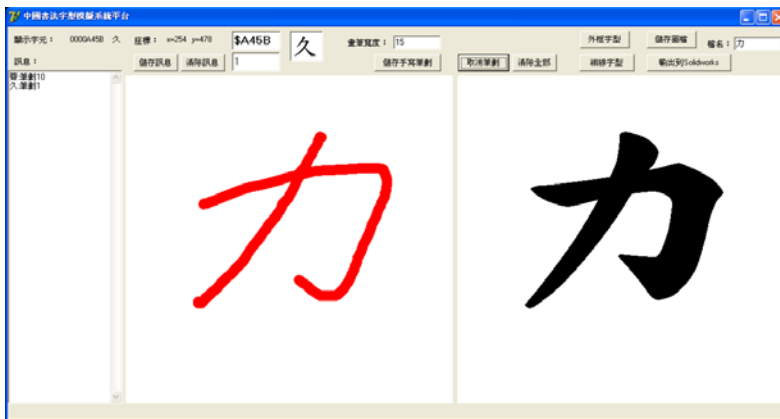 中國書法字型模擬系統平台
顯示字元： 0000A45B 久 座標： x=254 y=478 $A45B 久 畫筆寬度： 15 外框字型 儲存圖檔 檔名： 力
訊息： 儲存訊息 清除訊息 1 儲存手寫筆劃 取消筆劃 清除全部 細線字型 輸出到Solidworks
筆劃10
久筆劃1
力
力